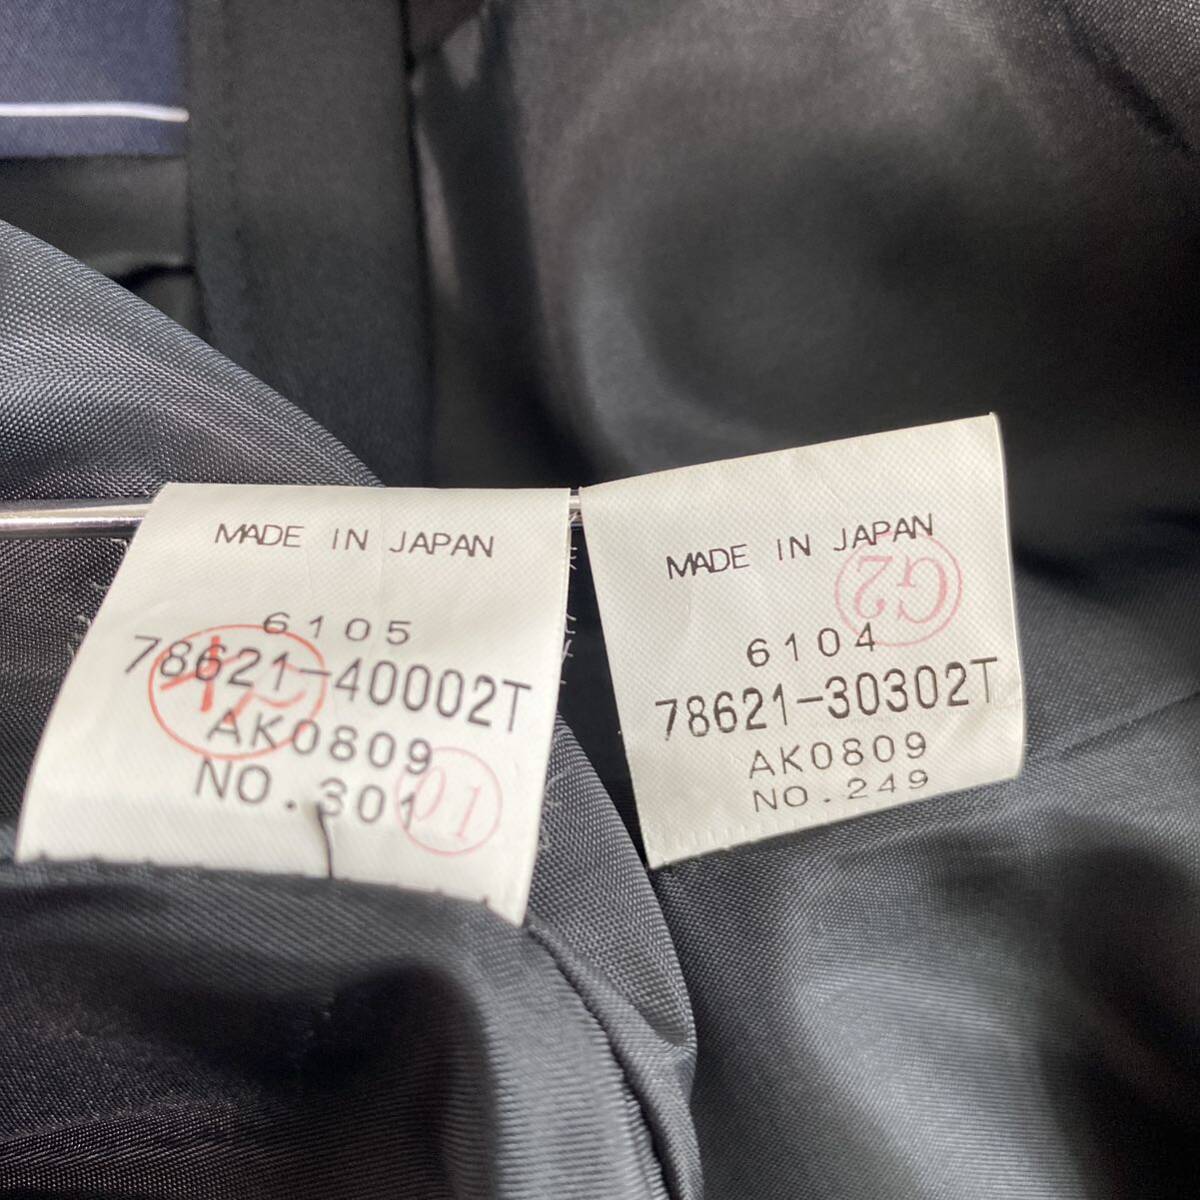 MADE IN JAPAN
6105
78621-40002T
AK0809
NO.301
01
MADE IN JAPAN
G2
6104
78621-30302T
AK0809
NO.249